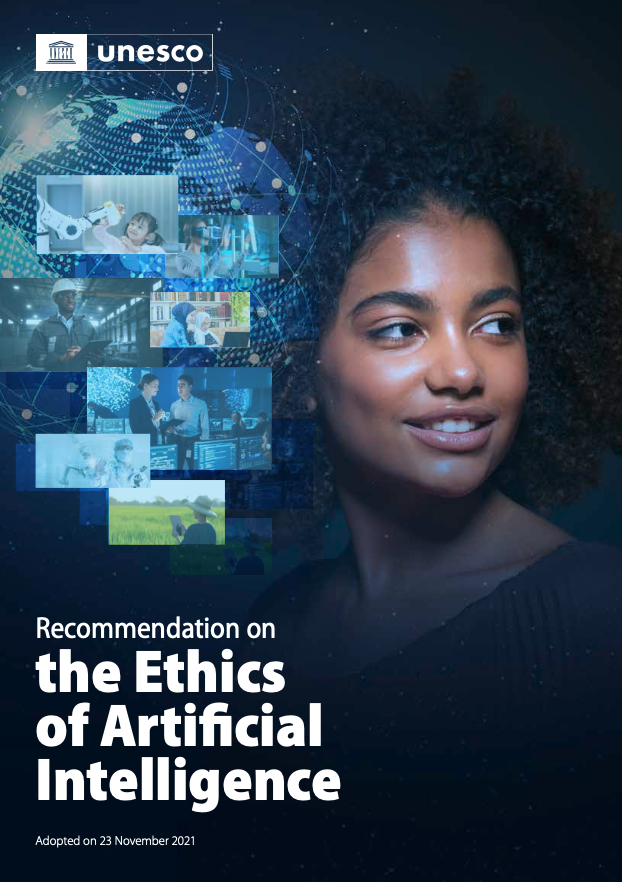 unesco
Recommendation on
the Ethics
of Artificial
Intelligence
Adopted on 23 November 2021